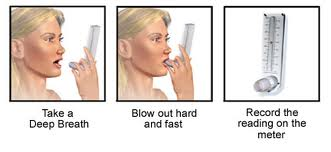 Take a
Deep Breath
Blow out hard
and fast
Record the
reading on the
meter